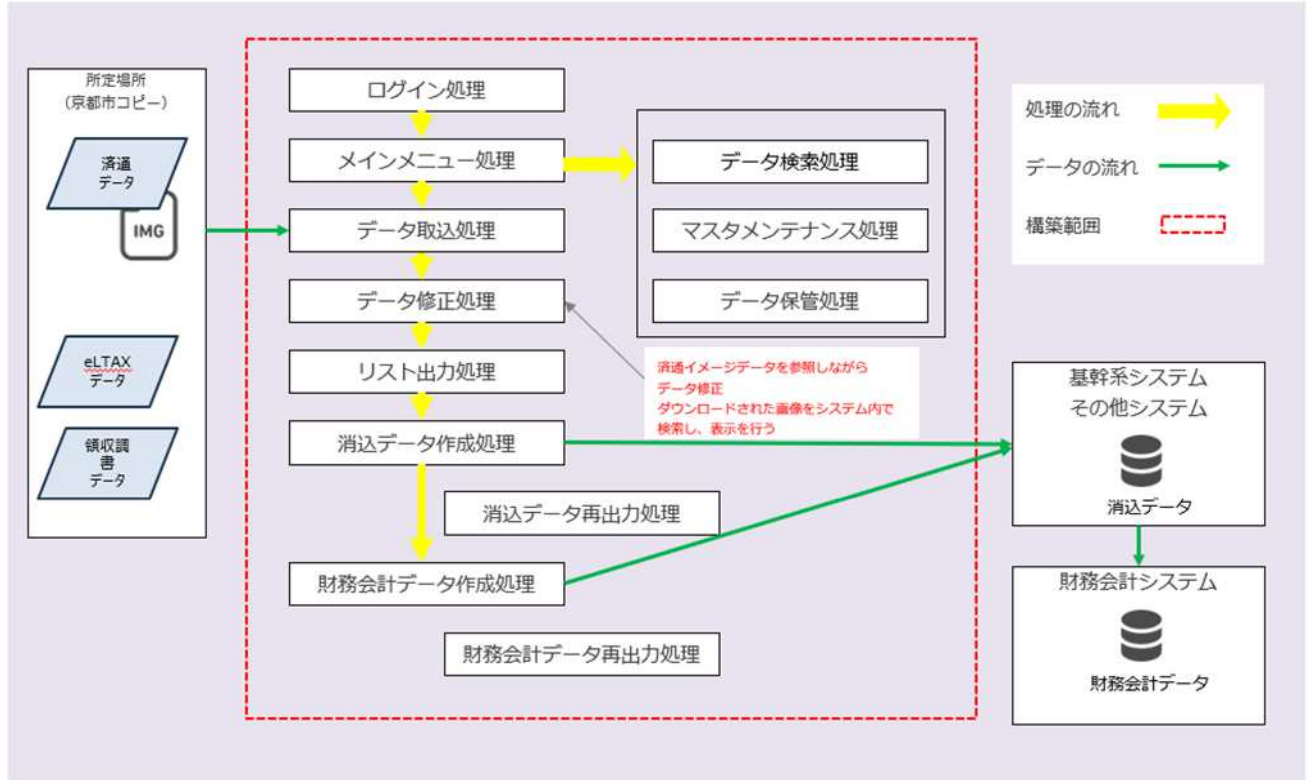 所定場所
(京都市コピー)
済通
データ
IMG
eLTAX
データ
領収調
書
データ
ログイン処理
メインメニュー処理
データ取込処理
データ修正処理
リスト出力処理
消込データ作成処理
消込データ再出力処理
財務会計データ作成処理
財務会計データ再出力処理
データ検索処理
マスタメンテナンス処理
データ保管処理
済通イメージデータを参照しながら
データ修正
ダウンロードされた画像をシステム内で
検索し、表示を行う
処理の流れ
データの流れ
構築範囲
基幹系システム
その他システム
消込データ
財務会計システム
財務会計データ